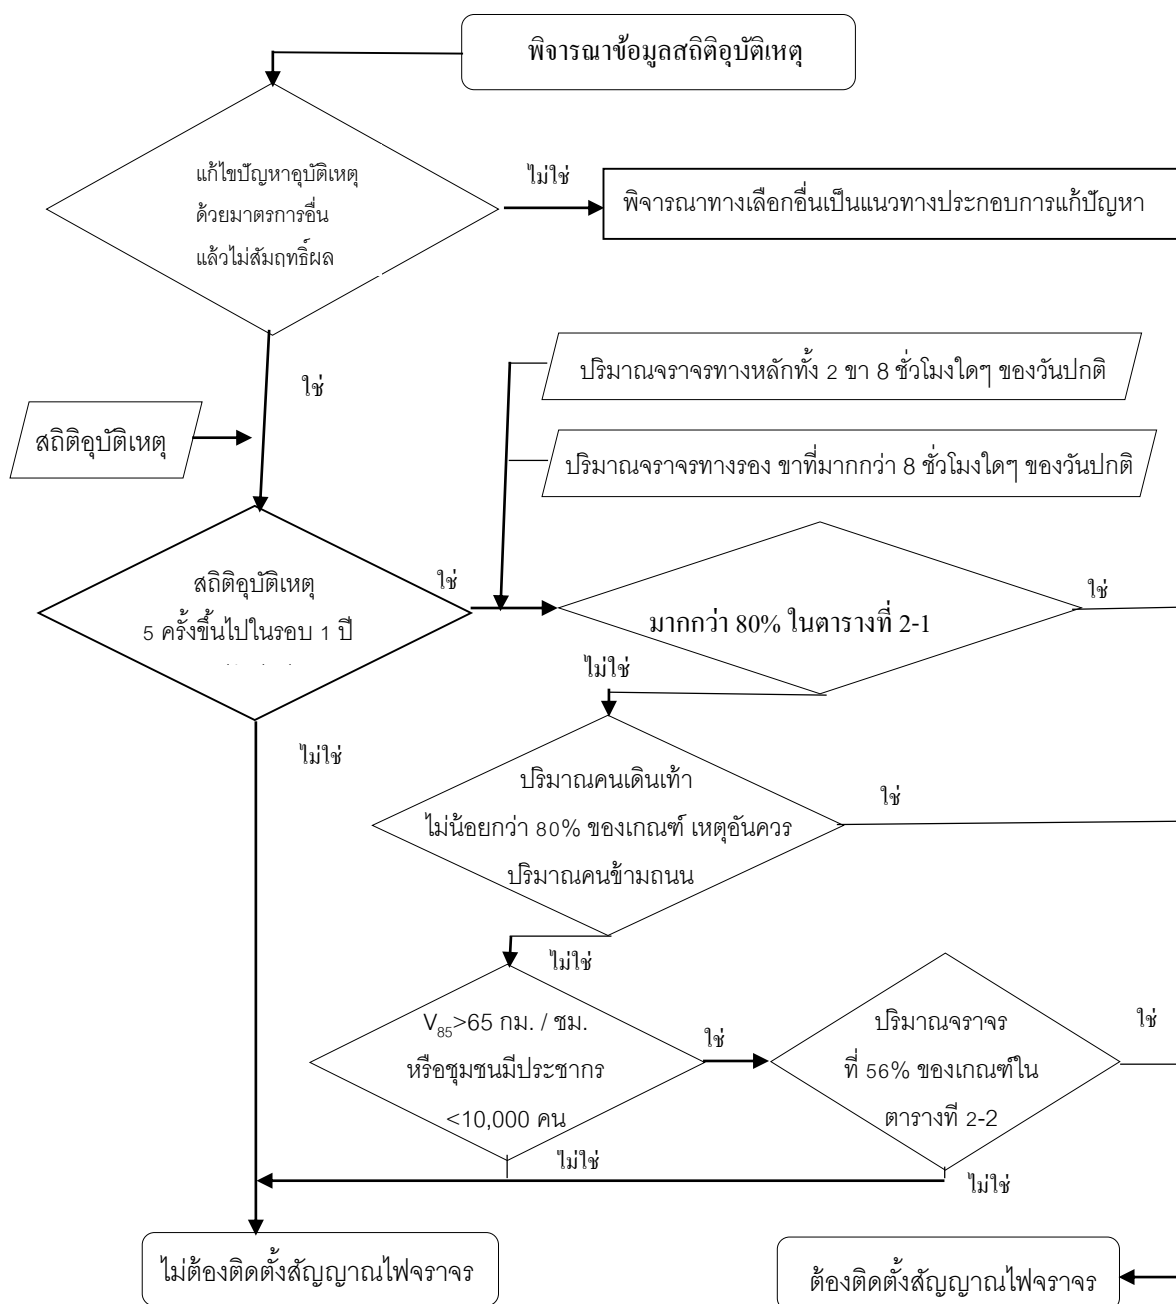 พิจารณาข้อมูลสถิติอุบัติเหตุ
แก้ไขปัญหาอุบัติเหตุ
ด้วยมาตรการอื่น
แล้วไม่สัมฤทธิ์ผล
ไม่ใช่
พิจารณาทางเลือกอื่นเป็นแนวทางประกอบการแก้ปัญหา
ใช่
ปริมาณจราจรทางหลักทั้ง 2 ขา 8 ชั่วโมงใดๆ ของวันปกติ
สถิติอุบัติเหตุ
ปริมาณจราจรทางรอง ขาที่มากกว่า 8 ชั่วโมงใดๆ ของวันปกติ
สถิติอุบัติเหตุ
5 ครั้งขึ้นไปในรอบ 1 ปี
ใช่
มากกว่า 80% ในตารางที่ 2-1
ใช่
ไม่ใช่
ไม่ใช่
ปริมาณคนเดินเท้า
ไม่น้อยกว่า 80% ของเกณฑ์ เหตุอันควร
ปริมาณคนข้ามถนน
ใช่
ไม่ใช่
V85>65 กม. / ชม.
หรือชุมชนมีประชากร
<10,000 คน
ใช่
ปริมาณจราจร
ที่ 56% ของเกณฑ์ใน
ตารางที่ 2-2
ใช่
ไม่ใช่
ไม่ใช่
ไม่ต้องติดตั้งสัญญาณไฟจราจร
ต้องติดตั้งสัญญาณไฟจราจร